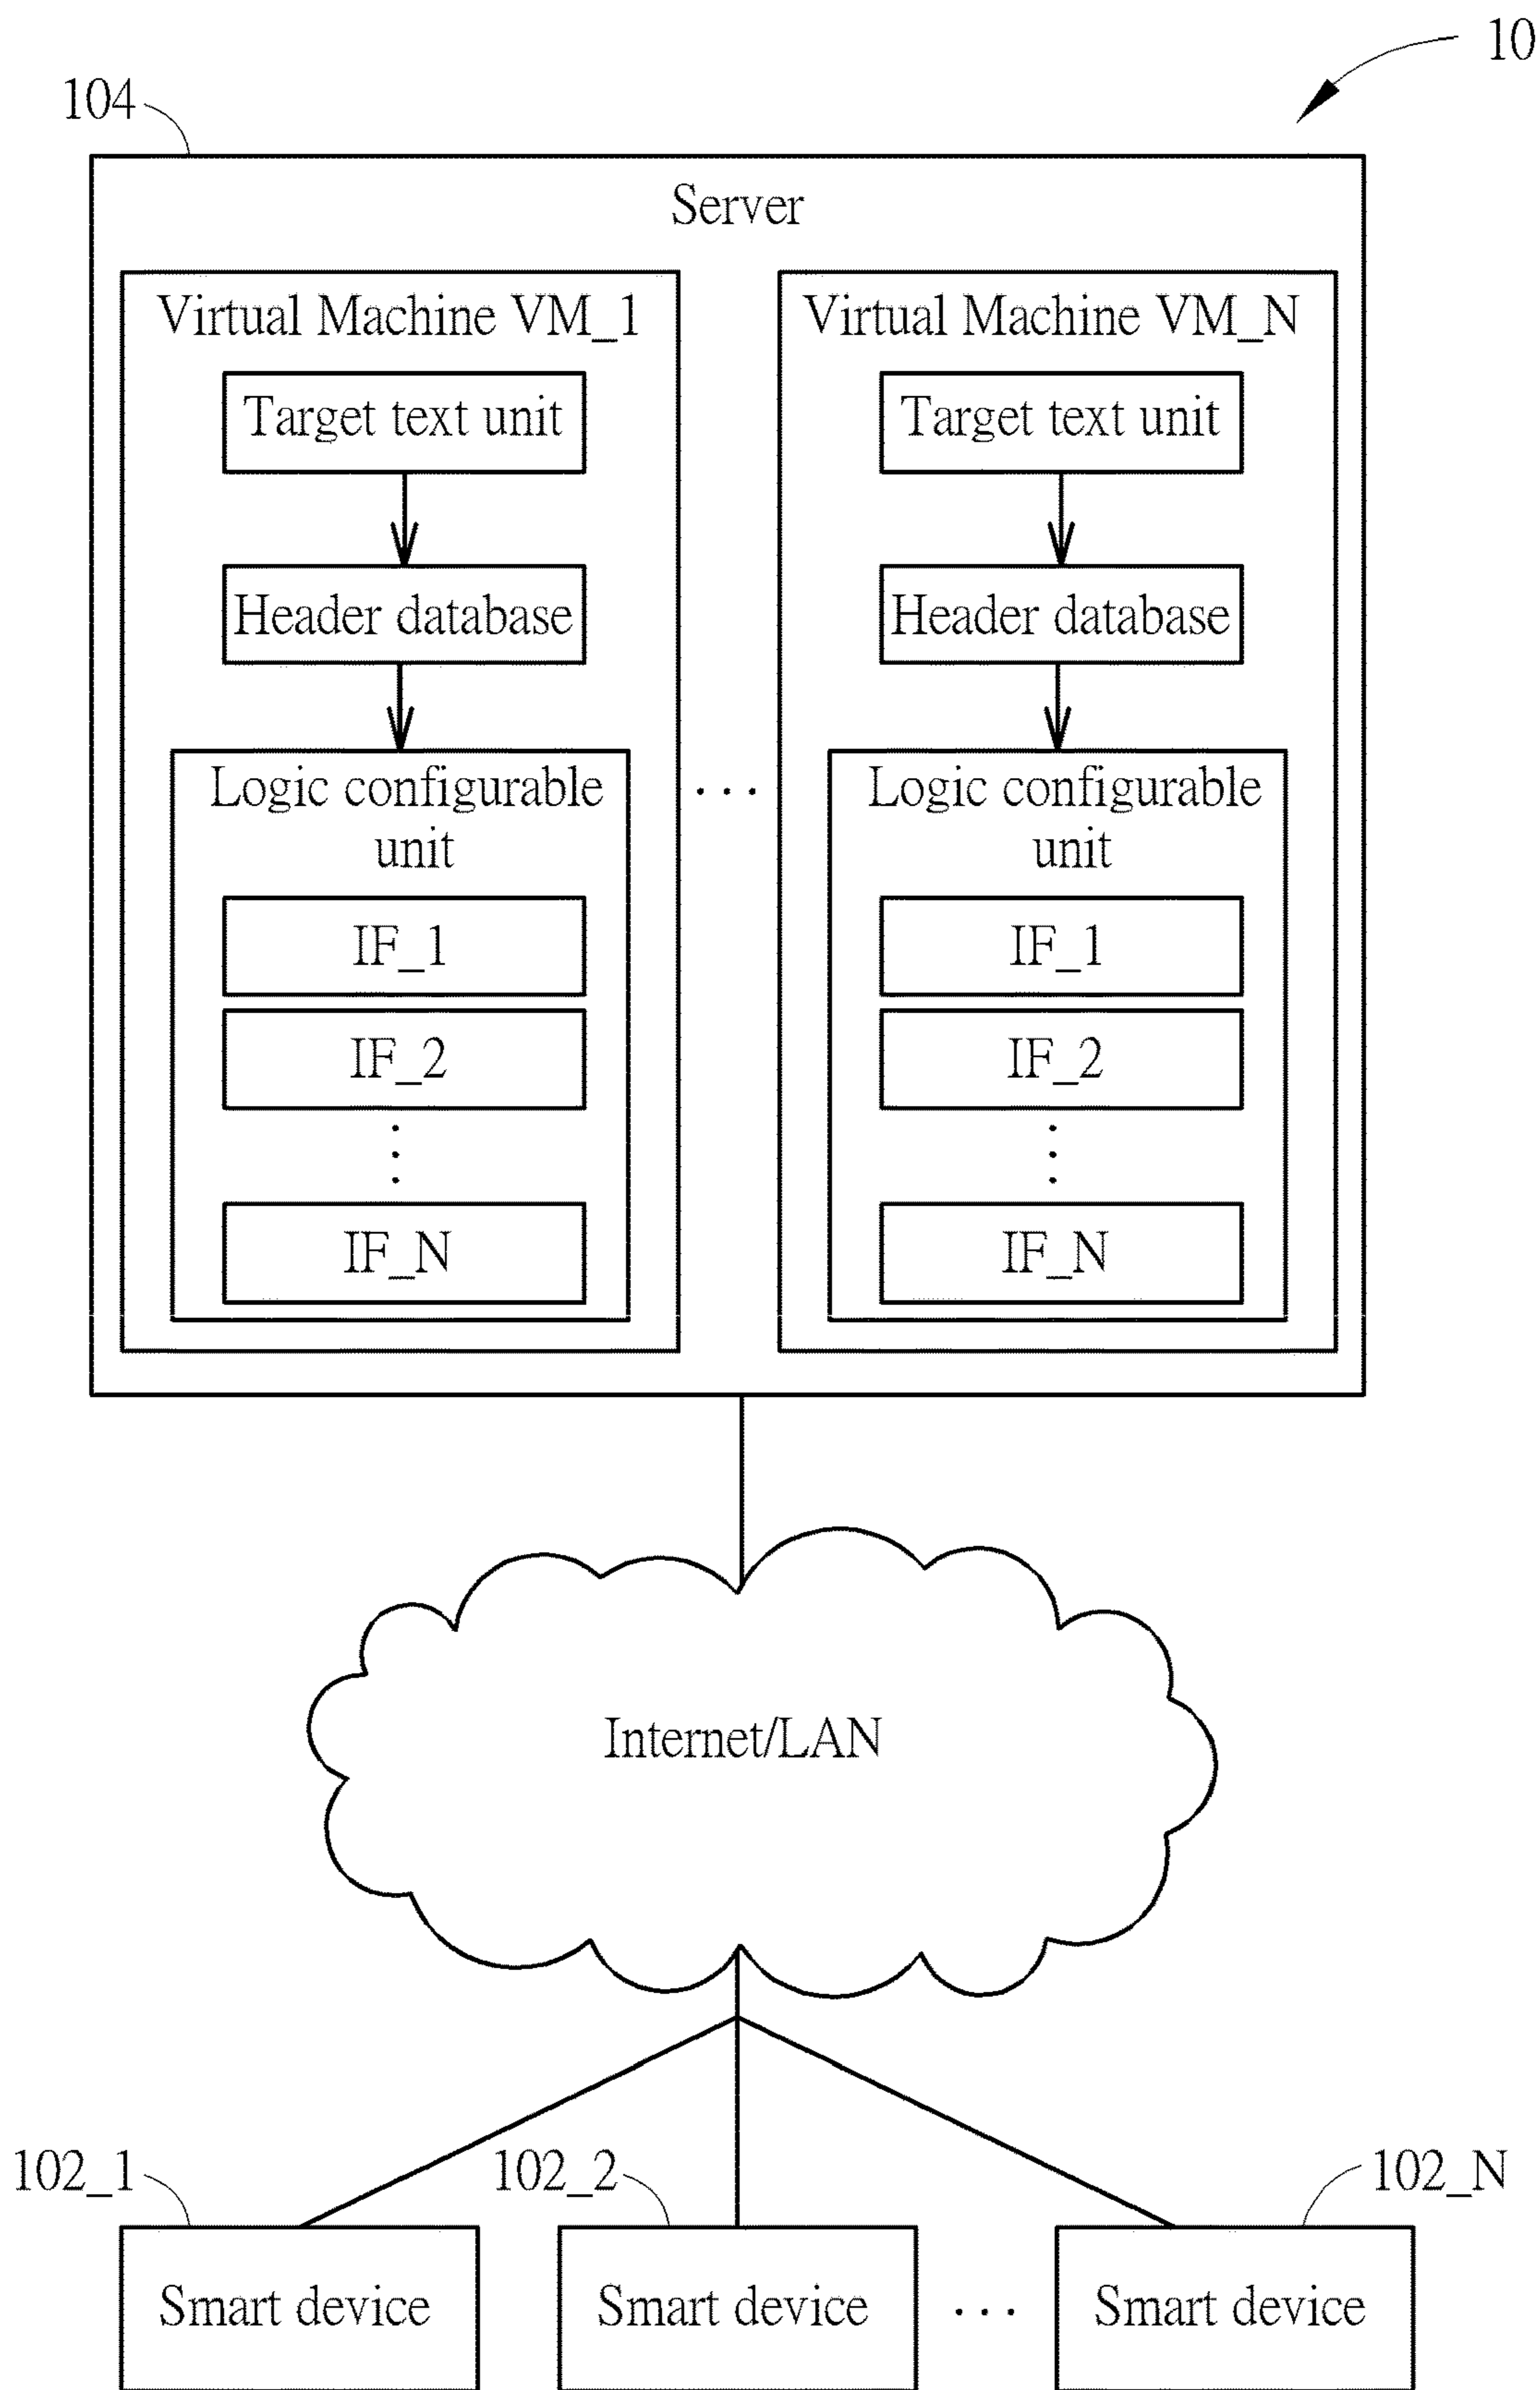 10
104
Server
Virtual Machine VM_1
Target text unit
Header database
Logic configurable
unit
IF_1
IF_2
⋮
IF_N
...
Virtual Machine VM_N
Target text unit
Header database
Logic configurable
unit
IF_1
IF_2
⋮
IF_N
Internet/LAN
102_1
102_2
102_N
Smart device
Smart device
...
Smart device